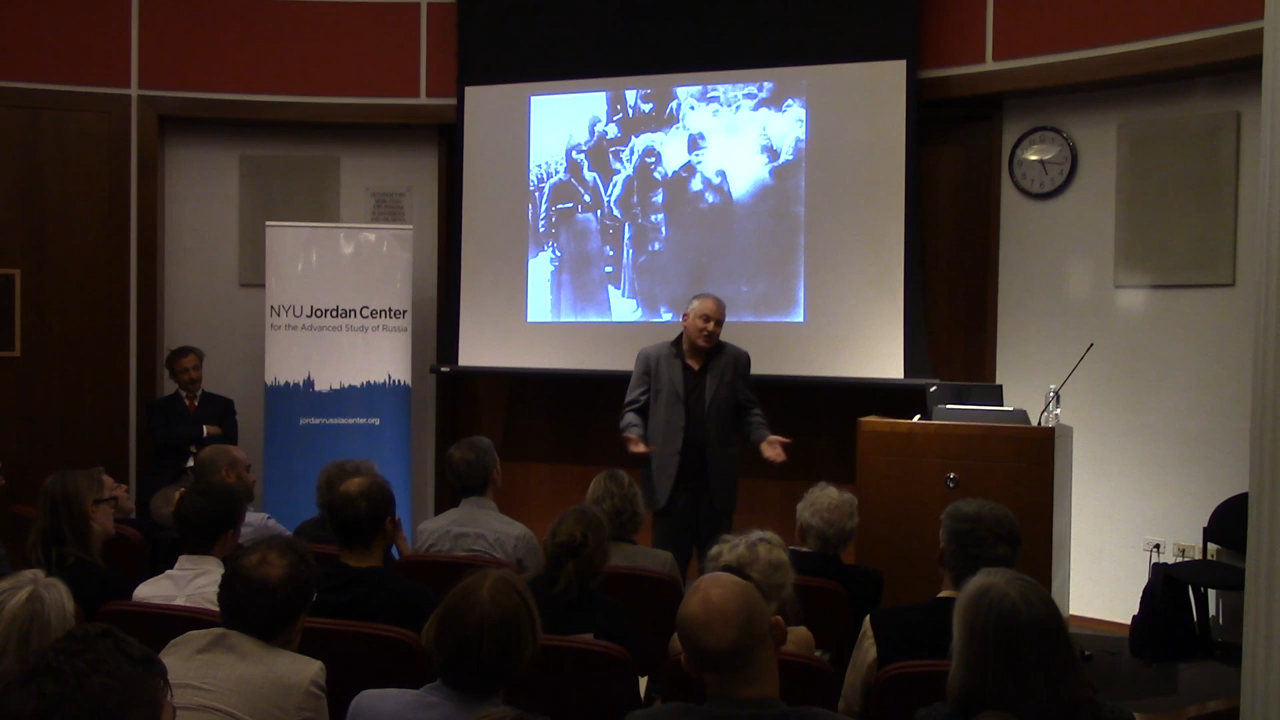 NYU Jordan Center
for the Advanced Study of Russia
jordanrussiacenter.org